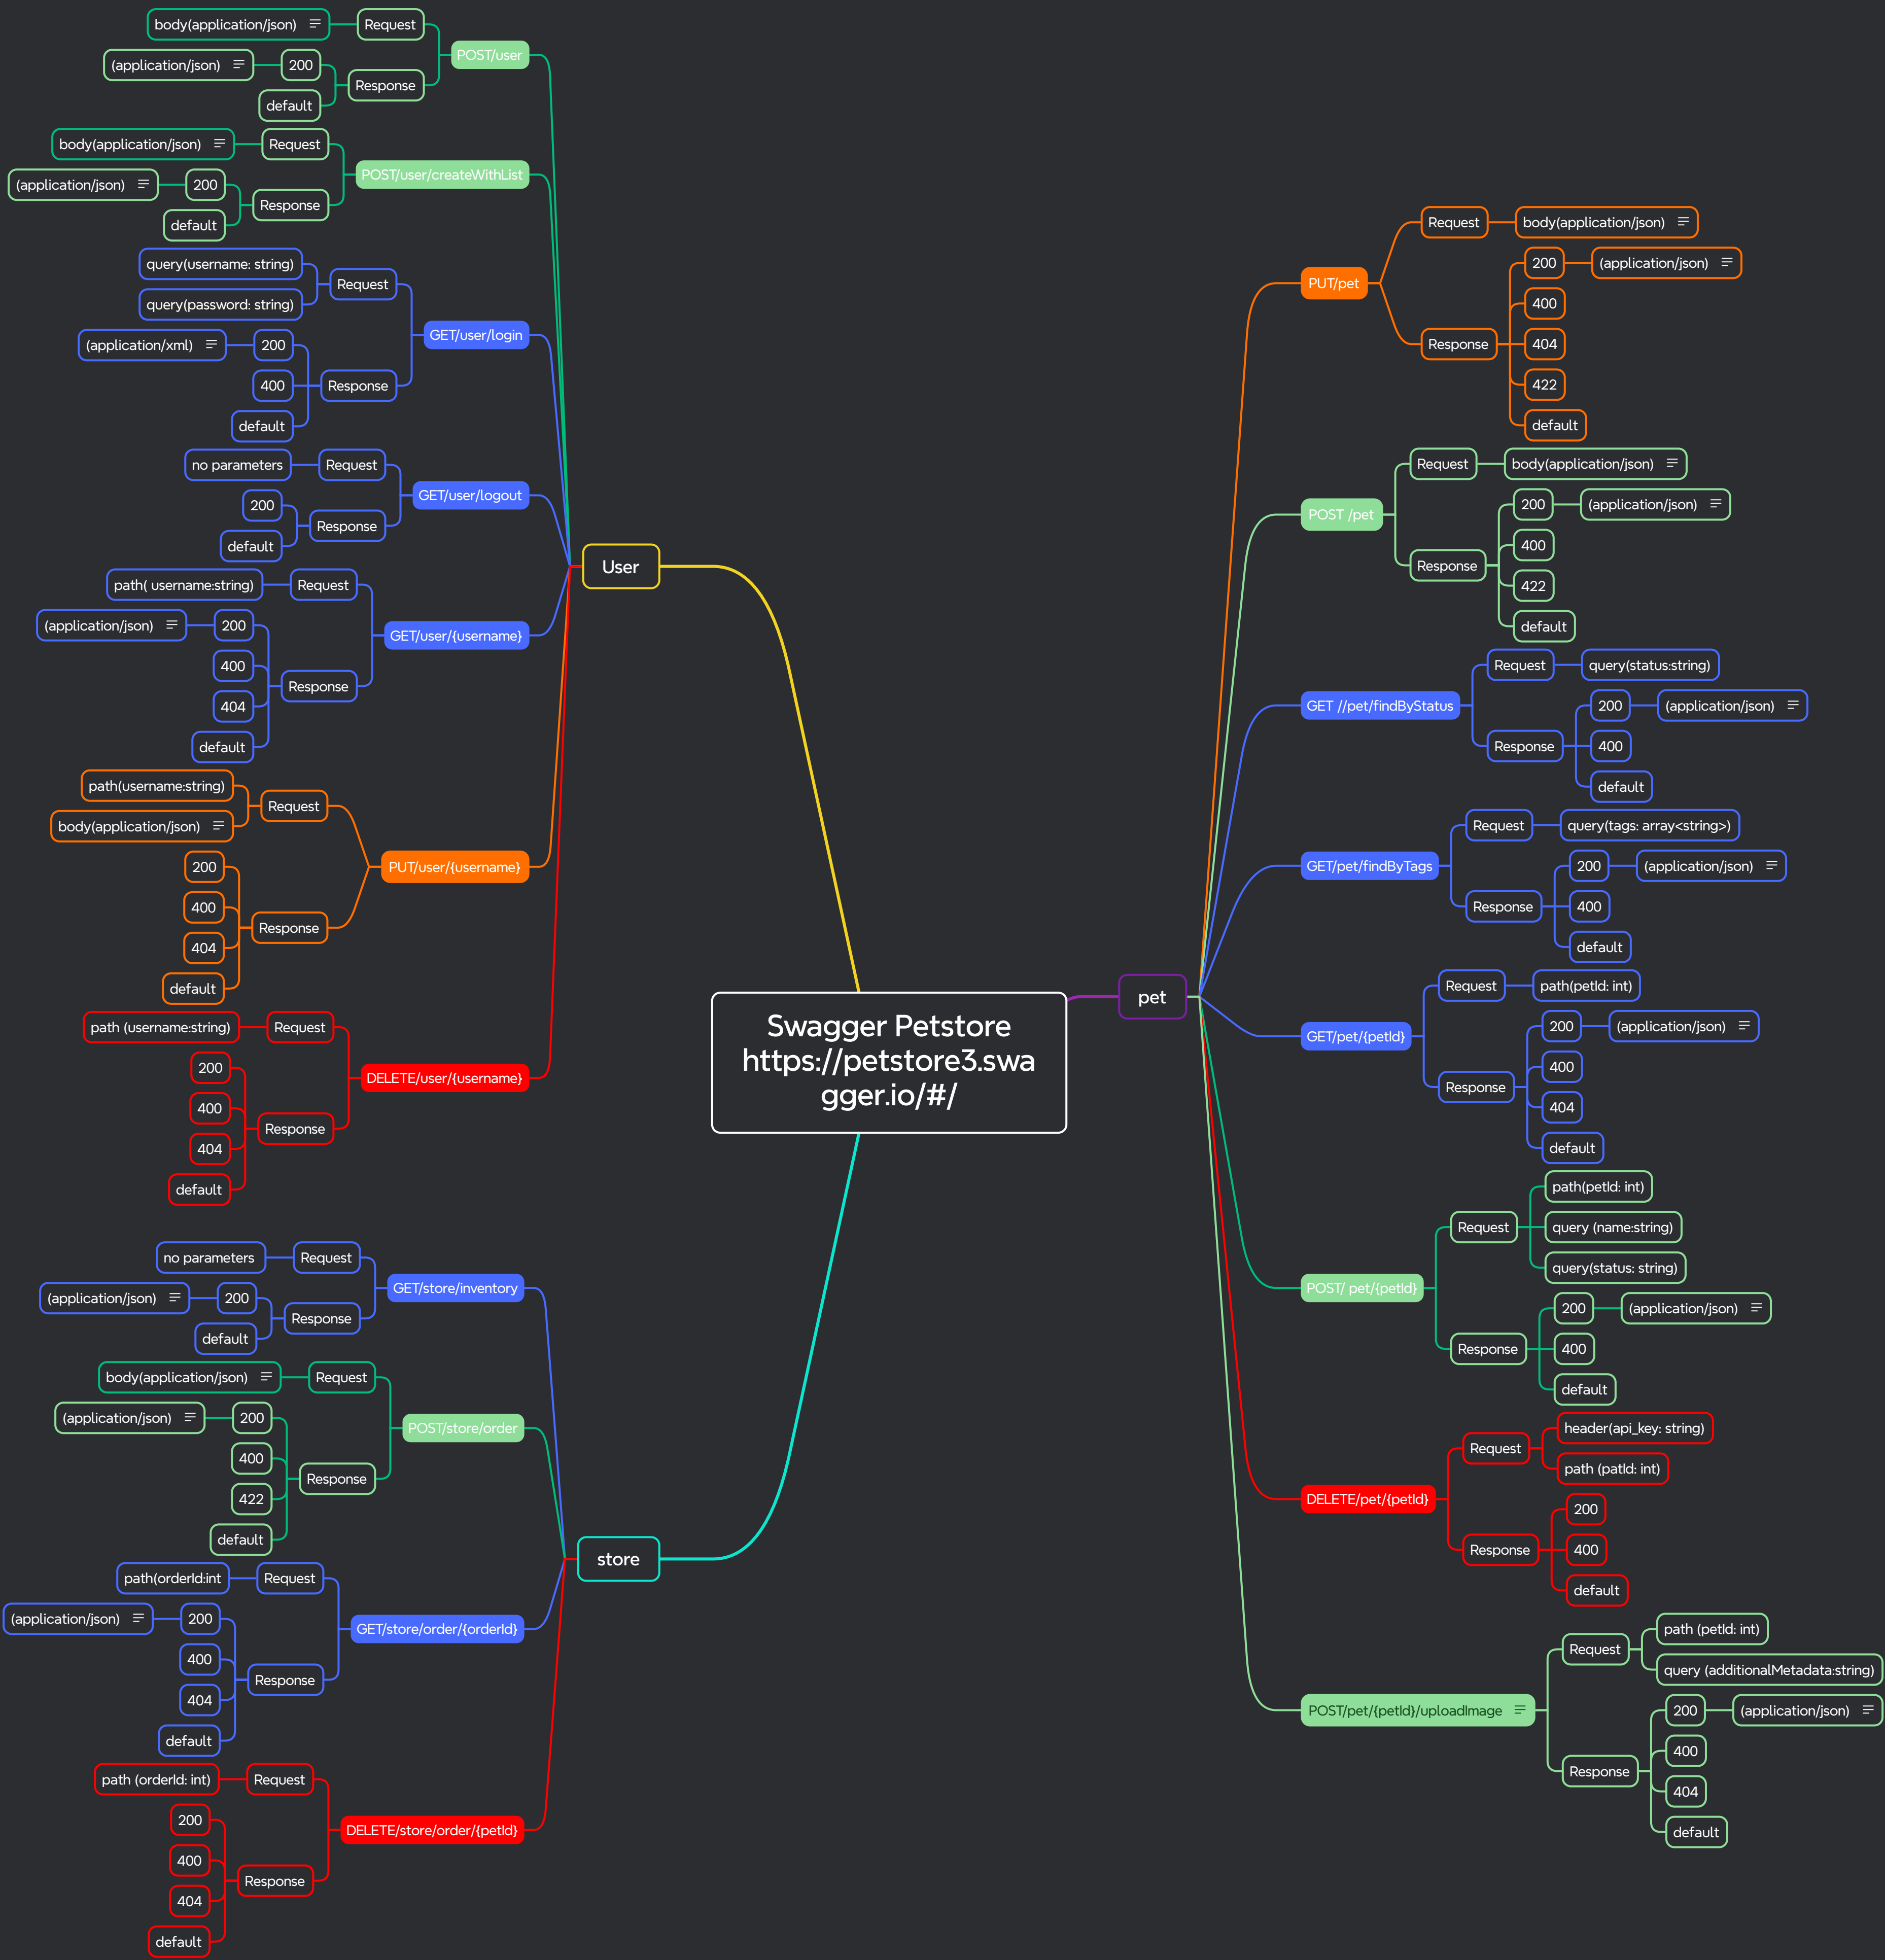 Swagger Petstore
https://petstore3.swa
gger.io/#/
User
POST/user
Request
body(application/json)
Response
200
(application/json)
default
POST/user/createWithList
Request
body(application/json)
Response
200
(application/json)
default
GET/user/login
Request
query(username: string)
query(password: string)
Response
200
(application/xml)
400
default
GET/user/logout
Request
no parameters
Response
200
default
GET/user/{username}
Request
path( username:string)
Response
200
(application/json)
400
404
default
PUT/user/{username}
Request
path(username:string)
body(application/json)
Response
200
400
404
default
DELETE/user/{username}
Request
path (username:string)
Response
200
400
404
default
store
GET/store/inventory
Request
no parameters
Response
200
(application/json)
default
POST/store/order
Request
body(application/json)
Response
200
(application/json)
400
422
default
GET/store/order/{orderId}
Request
path(orderId:int
Response
200
(application/json)
400
404
default
DELETE/store/order/{petId}
Request
path (orderId: int)
Response
200
400
404
default
pet
PUT/pet
Request
body(application/json)
Response
200
(application/json)
400
404
422
default
POST /pet
Request
body(application/json)
Response
200
(application/json)
400
422
default
GET //pet/findByStatus
Request
query(status:string)
Response
200
(application/json)
400
default
GET/pet/findByTags
Request
query(tags: array<string>)
Response
200
(application/json)
400
default
GET/pet/{petId}
Request
path(petId: int)
Response
200
(application/json)
400
404
default
POST/ pet/{petId}
Request
path(petId: int)
query (name:string)
query(status: string)
Response
200
(application/json)
400
default
DELETE/pet/{petId}
Request
header(api_key: string)
path (patId: int)
Response
200
400
default
POST/pet/{petId}/uploadImage
Request
path (petId: int)
query (additionalMetadata:string)
Response
200
(application/json)
400
404
default